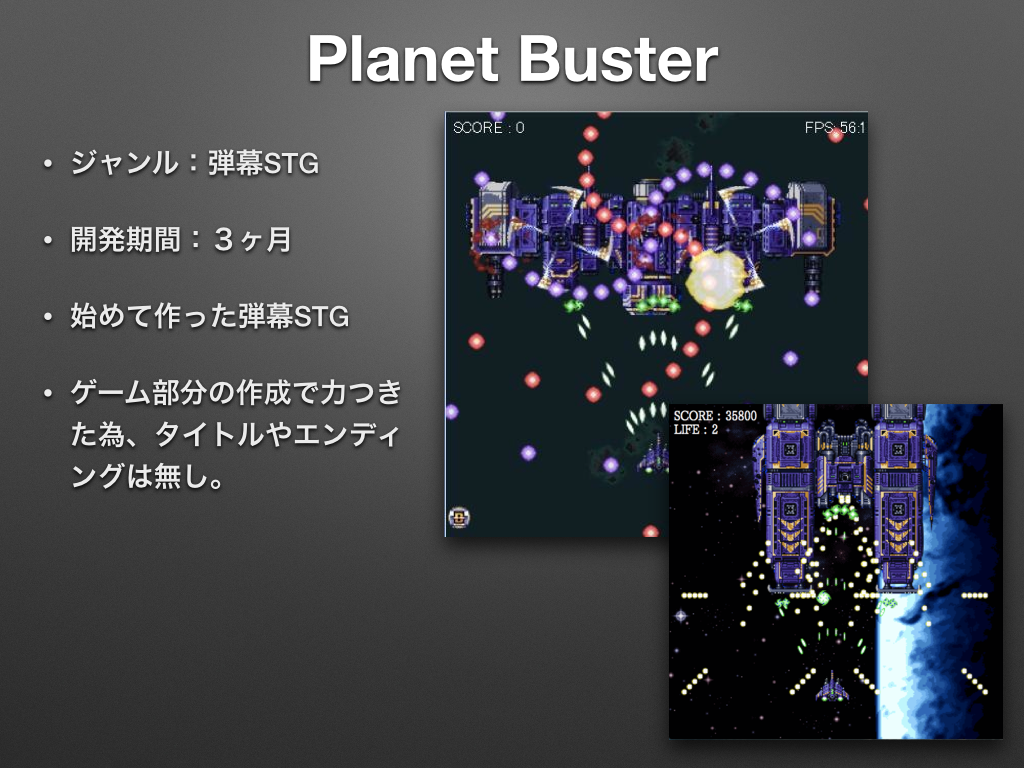 Planet Buster
• ジャンル：弾幕STG
• 開発期間：３ヶ月
• 始めて作った弾幕STG
• ゲーム部分の作成で力つき
た為、タイトルやエンディ
ングは無し。
SCORE : 0
FPS: 56.1
B
SCORE : 35800
LIFE : 2